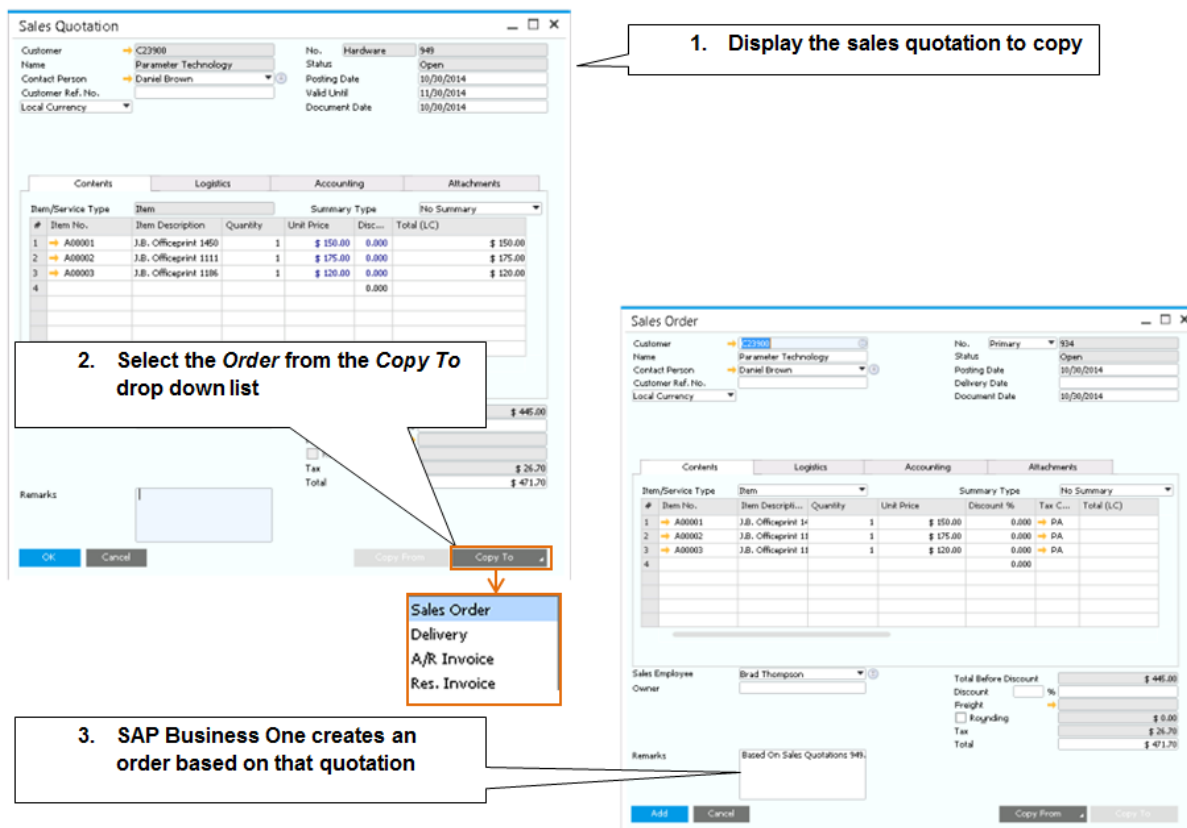 Sales Quotation
1. Display the sales quotation to copy
Customer C23900 No. Hardware 949
Name Parameter Technology Status Open
Contact Person Daniel Brown Posting Date 10/30/2014
Customer Ref. No. Valid Until 11/30/2014
Local Currency Document Date 10/30/2014
Contents Logistics Accounting Attachments
Item/Service Type Item Summary Type No Summary
# Item No. Item Description Quantity Unit Price Disc... Total (LC)
1 A00001 J.B. Officeprint 1450 1 $ 150.00 0.000 $ 150.00
2 A00002 J.B. Officeprint 1111 1 $ 175.00 0.000 $ 175.00
3 A00003 J.B. Officeprint 1186 1 $ 120.00 0.000 $ 120.00
4 0.000
2. Select the Order from the Copy To
drop down list
$ 445.00
Tax $ 26.70
Total $ 471.70
Remarks
OK Cancel Copy From Copy To
Sales Order
Delivery
A/R Invoice
Res. Invoice
3. SAP Business One creates an
order based on that quotation
Sales Order
Customer C23900 No. Primary 934
Name Parameter Technology Status Open
Contact Person Daniel Brown Posting Date 10/30/2014
Customer Ref. No. Delivery Date
Local Currency Document Date 10/30/2014
Contents Logistics Accounting Attachments
Item/Service Type Item Summary Type No Summary
# Item No. Item Descripti... Quantity Unit Price Discount % Tax C... Total (LC)
1 A00001 J.B. Officeprint 14 1 $ 150.00 0.000 PA
2 A00002 J.B. Officeprint 11 1 $ 175.00 0.000 PA
3 A00003 J.B. Officeprint 11 1 $ 120.00 0.000 PA
4 0.000
Sales Employee Brad Thompson Total Before Discount $ 445.00
Owner Discount %
Freight
Rounding $ 0.00
Tax $ 26.70
Total $ 471.70
Remarks Based On Sales Quotations 949.
Add Cancel Copy From Copy To